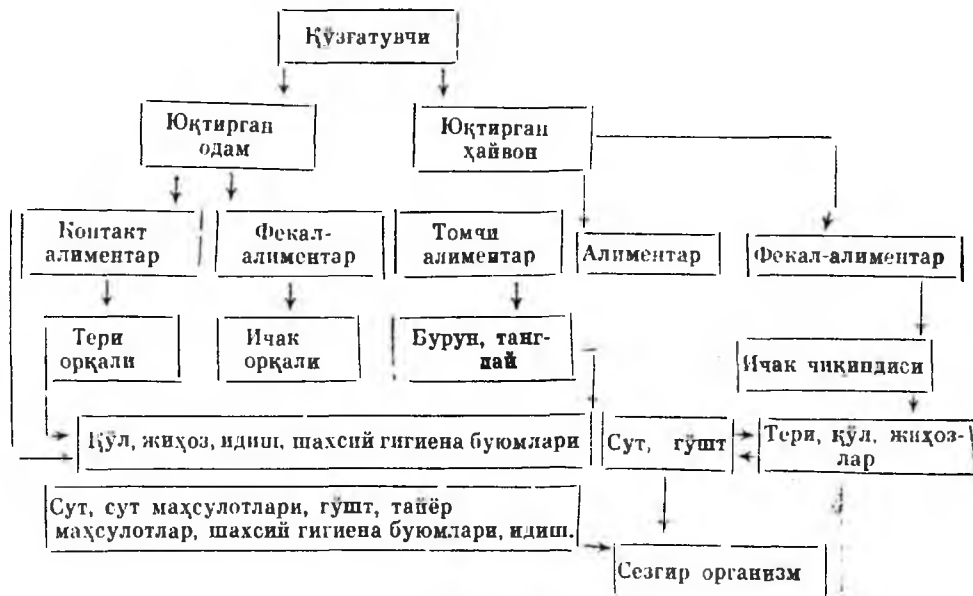 Қўзғатувчи
Юқтирган
одам
Юқтирган
ҳайвон
Контакт
алиментар
Фекал-
алиментар
Томчи
алиментар
Алиментар
Фекал-алиментар
Тери
орқали
Ичак
орқали
Бурун, танг-
лай
Ичак чиқиндиси
Қўл, жиҳоз, идиш, шахсий гигиена буюмлари
Сут, гўшт
Тери, қўл, жиҳоз-
лар
Сут, сут маҳсулотлари, гўшт, тайёр
маҳсулотлар, шахсий гигиена буюмлари, идиш.
Сезгир организм